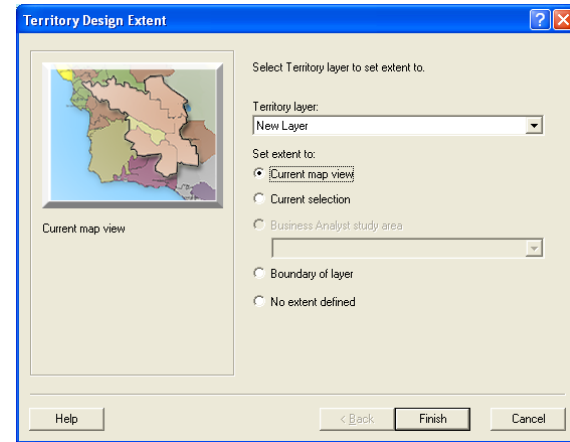 Territory Design Extent
Select Territory layer to set extent to.
Territory layer:
New Layer
Set extent to:
Current map view
Current selection
Current map view
Business Analyst study area
Boundary of layer
No extent defined
Help
< Back
Finish
Cancel